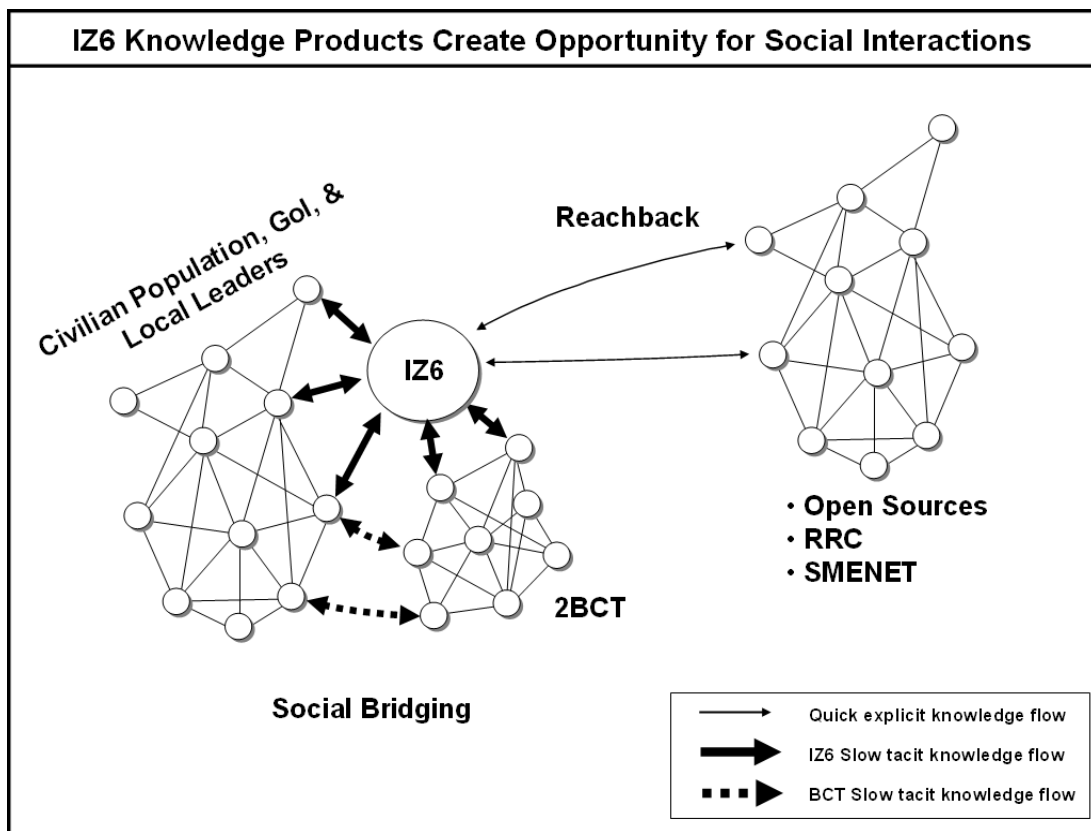 IZ6 Knowledge Products Create Opportunity for Social Interactions
Civilian Population, GoI, &
Local Leaders
Reachback
IZ6
• Open Sources
• RRC
• SMENET
2BCT
Social Bridging
Quick explicit knowledge flow
IZ6 Slow tacit knowledge flow
BCT Slow tacit knowledge flow